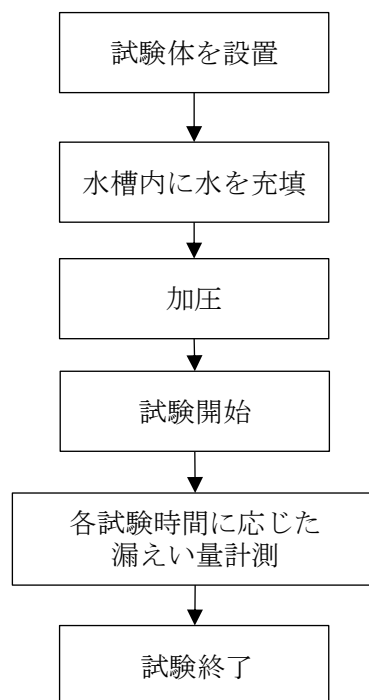 試験体を設置
水槽内に水を充填
加圧
試験開始
各試験時間に応じた
漏えい量計測
試験終了